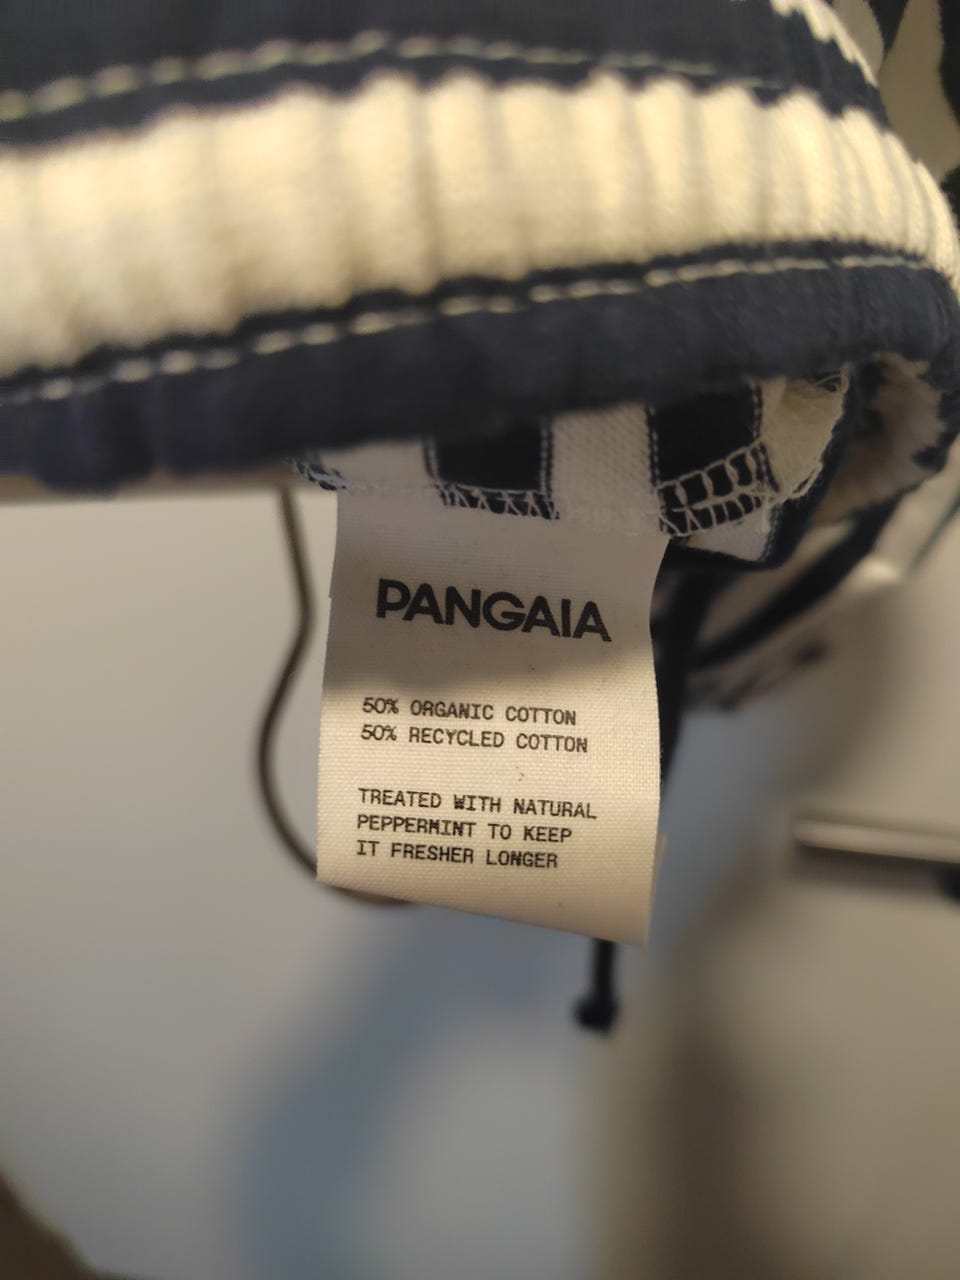 PANGAIA
50% ORGANIC COTTON
50% RECYCLED COTTON
TREATED WITH NATURAL
PEPPERMINT TO KEEP
IT FRESHER LONGER